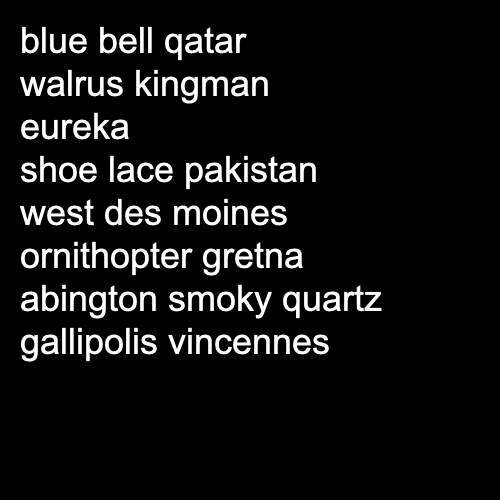 blue bell qatar
walrus kingman
eureka
shoe lace pakistan
west des moines
ornithopter gretna
abington smoky quartz
gallipolis vincennes